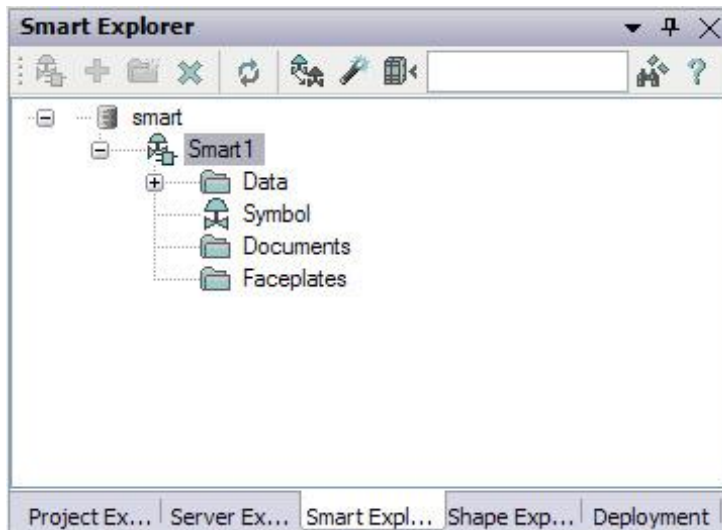 Smart Explorer
smart
Smart1
Data
Symbol
Documents
Faceplates
Project Ex... Server Ex... Smart Expl... Shape Exp... Deployment